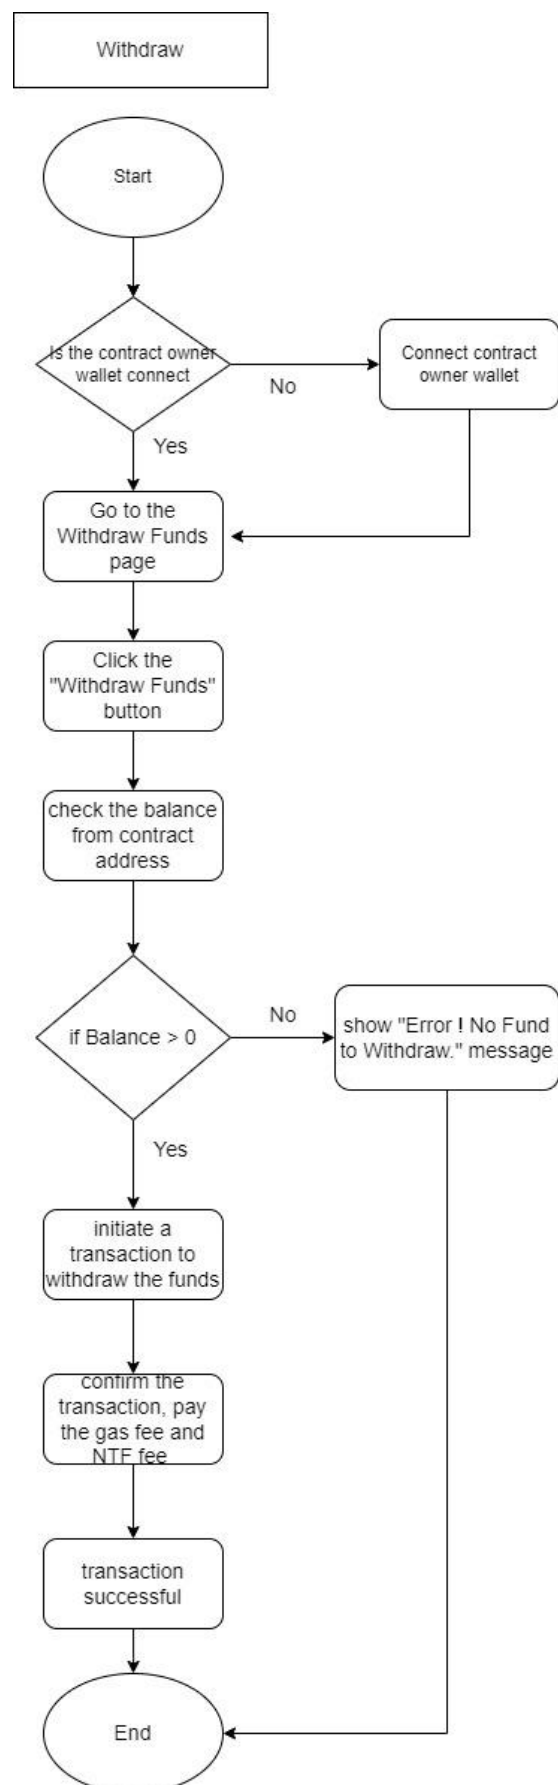 Withdraw
Start
Is the contract owner
wallet connect
Connect contract
owner wallet
No
Yes
Go to the
Withdraw Funds
page
Click the
"Withdraw Funds"
button
check the balance
from contract
address
if Balance > 0
No
show "Error ! No Fund
to Withdraw." message
Yes
initiate a
transaction to
withdraw the funds
confirm the
transaction, pay
the gas fee and
NTF fee
transaction
successful
End